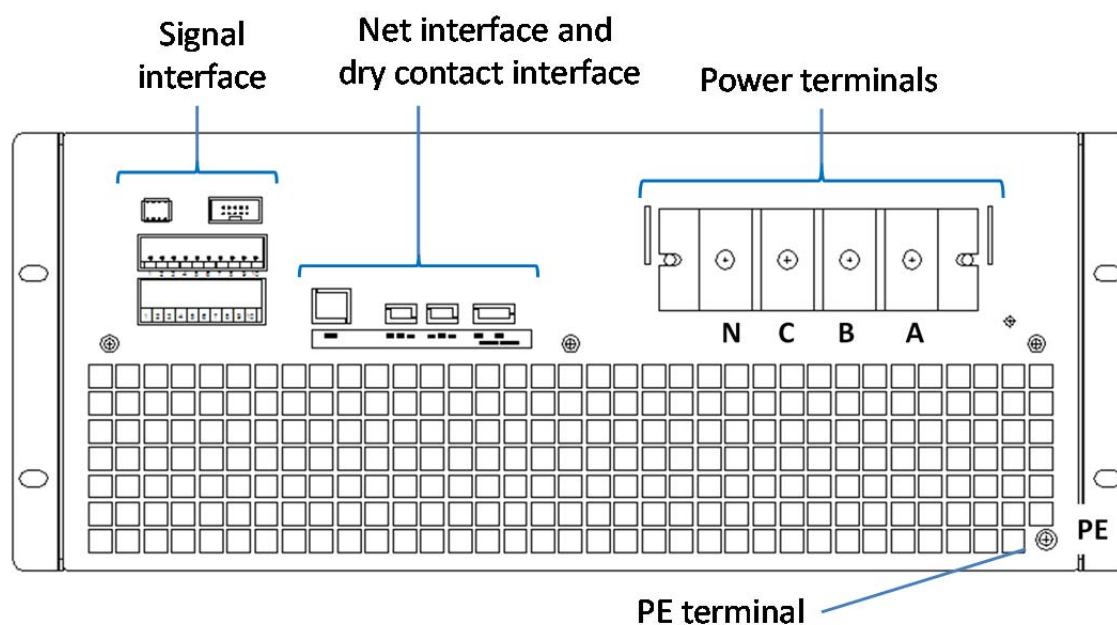 Signal
interface
Net interface and
dry contact interface
Power terminals
N C B A
PE
PE terminal